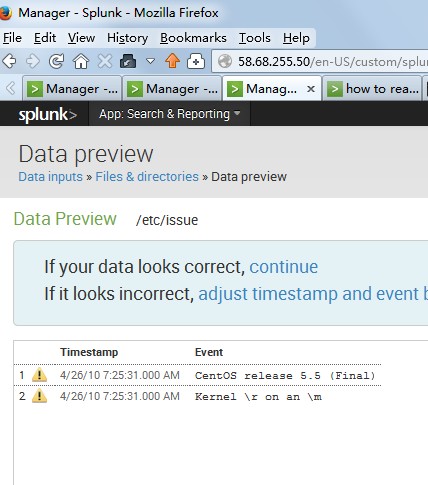 Manager - Splunk - Mozilla Firefox
File Edit View History Bookmarks Tools Help
58.68.255.50/en-US/custom/splu
Manager -... Manager -... Manag... × how to rea...
splunk> App: Search & Reporting
Data preview
Data inputs » Files & directories » Data preview
Data Preview /etc/issue
If your data looks correct, continue
If it looks incorrect, adjust timestamp and event b
Timestamp Event
1 4/26/10 7:25:31.000 AM CentOS release 5.5 (Final)
2 4/26/10 7:25:31.000 AM Kernel \r on an \m